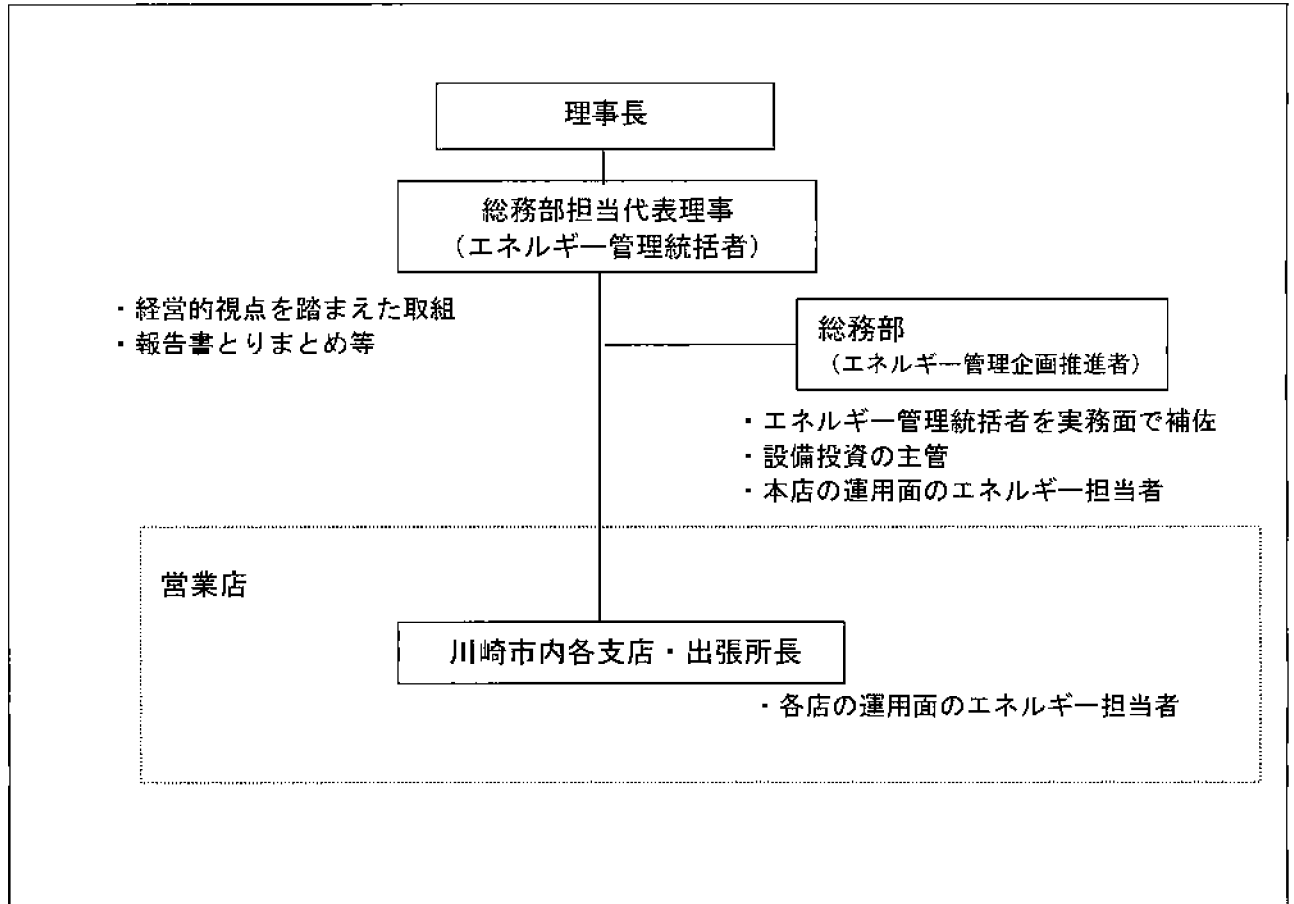 理事長
総務部担当代表理事
（エネルギー管理統括者）
・経営的視点を踏まえた取組
・報告書とりまとめ等
総務部
（エネルギー管理企画推進者）
・エネルギー管理統括者を実務面で補佐
・設備投資の主管
・本店の運用面のエネルギー担当者
営業店
川崎市内各支店・出張所長
・各店の運用面のエネルギー担当者